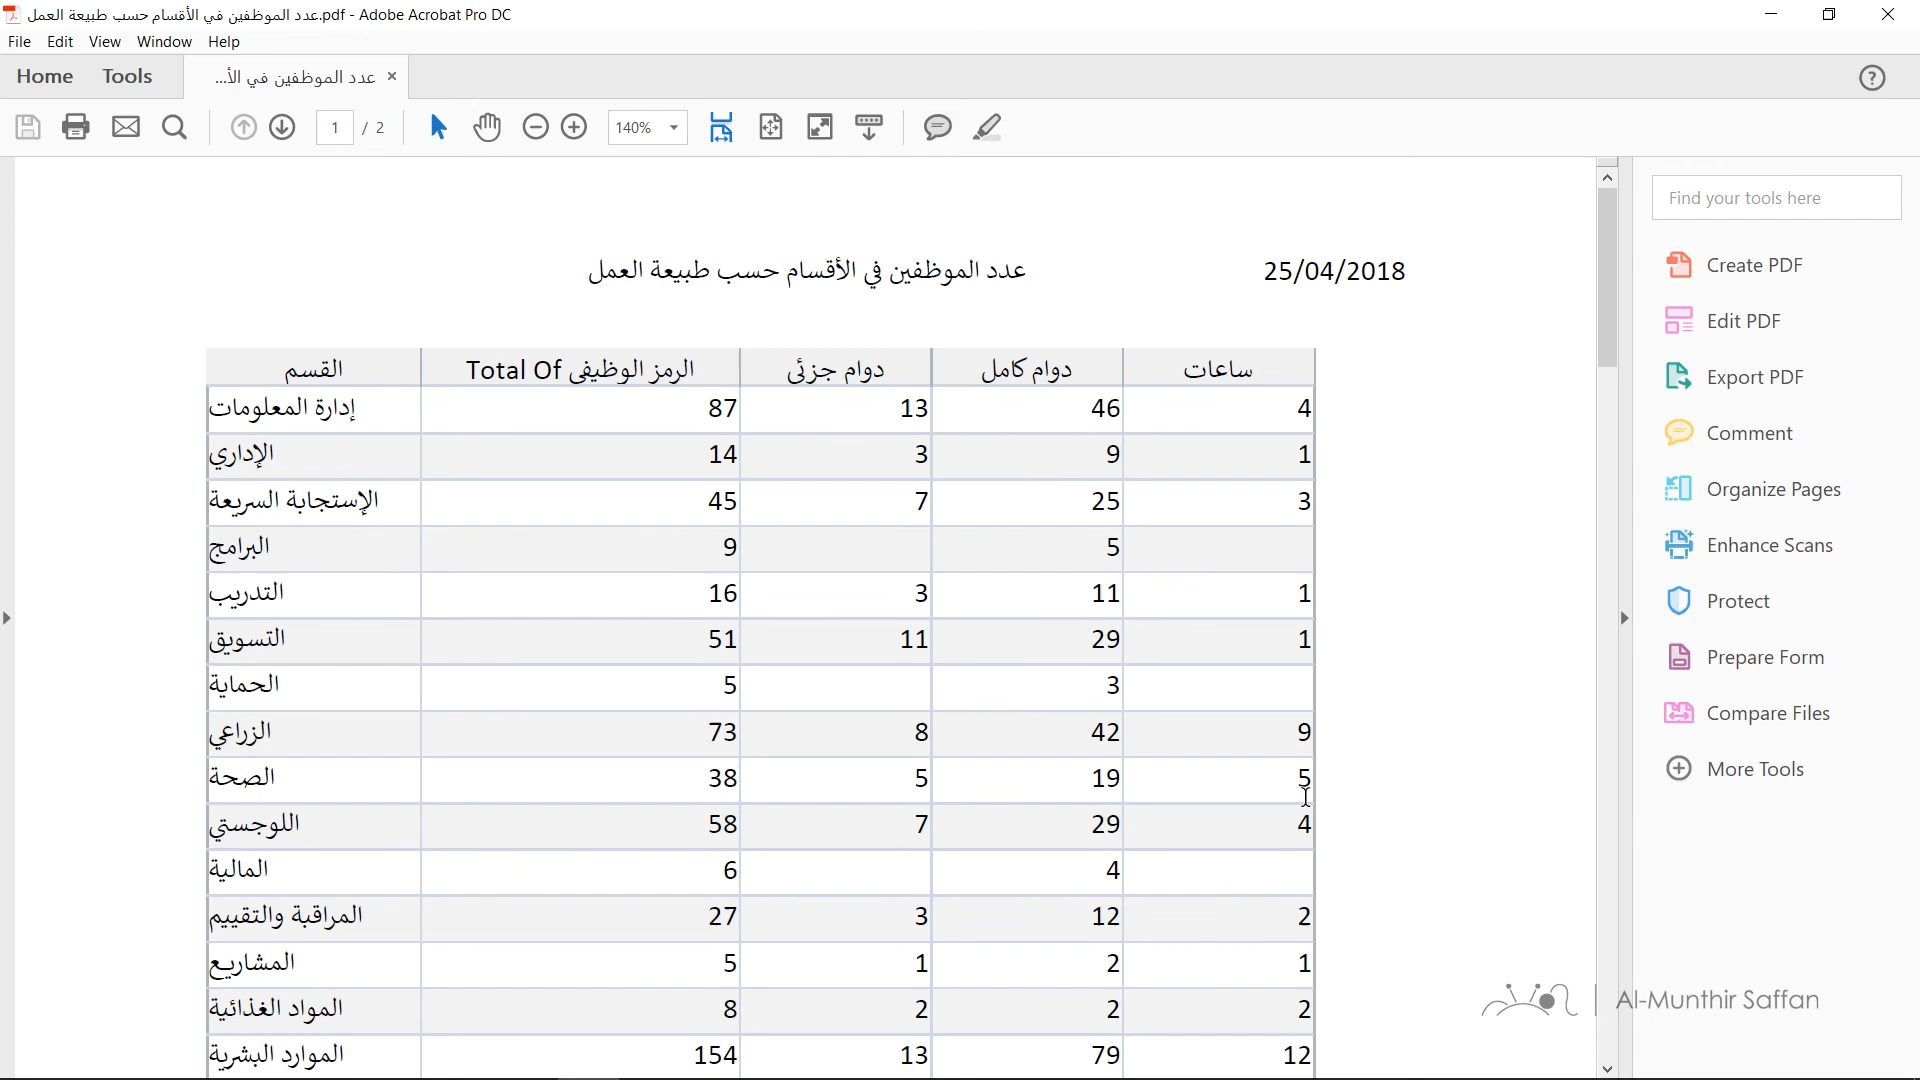 عدد الموظفين في الأقسام حسب طبيعة العمل.pdf - Adobe Acrobat Pro DC
File Edit View Window Help
Home Tools عدد الموظفين في الأ... ×
1 / 2 140%
Find your tools here
Create PDF
Edit PDF
Export PDF
Comment
Organize Pages
Enhance Scans
Protect
Prepare Form
Compare Files
More Tools
عدد الموظفين في الأقسام حسب طبيعة العمل 25/04/2018
القسم Total Of الرمز الوظيفي دوام جزئي دوام كامل ساعات
إدارة المعلومات 87 13 46 4
الإداري 14 3 9 1
الإستجابة السريعة 45 7 25 3
البرامج 9 5
التدريب 16 3 11 1
التسويق 51 11 29 1
الحماية 5 3
الزراعي 73 8 42 9
الصحة 38 5 19 5
اللوجستي 58 7 29 4
المالية 6 4
المراقبة والتقييم 27 3 12 2
المشاريع 5 1 2 1
المواد الغذائية 8 2 2 2
الموارد البشرية 154 13 79 12
Al-Munthir Saffan